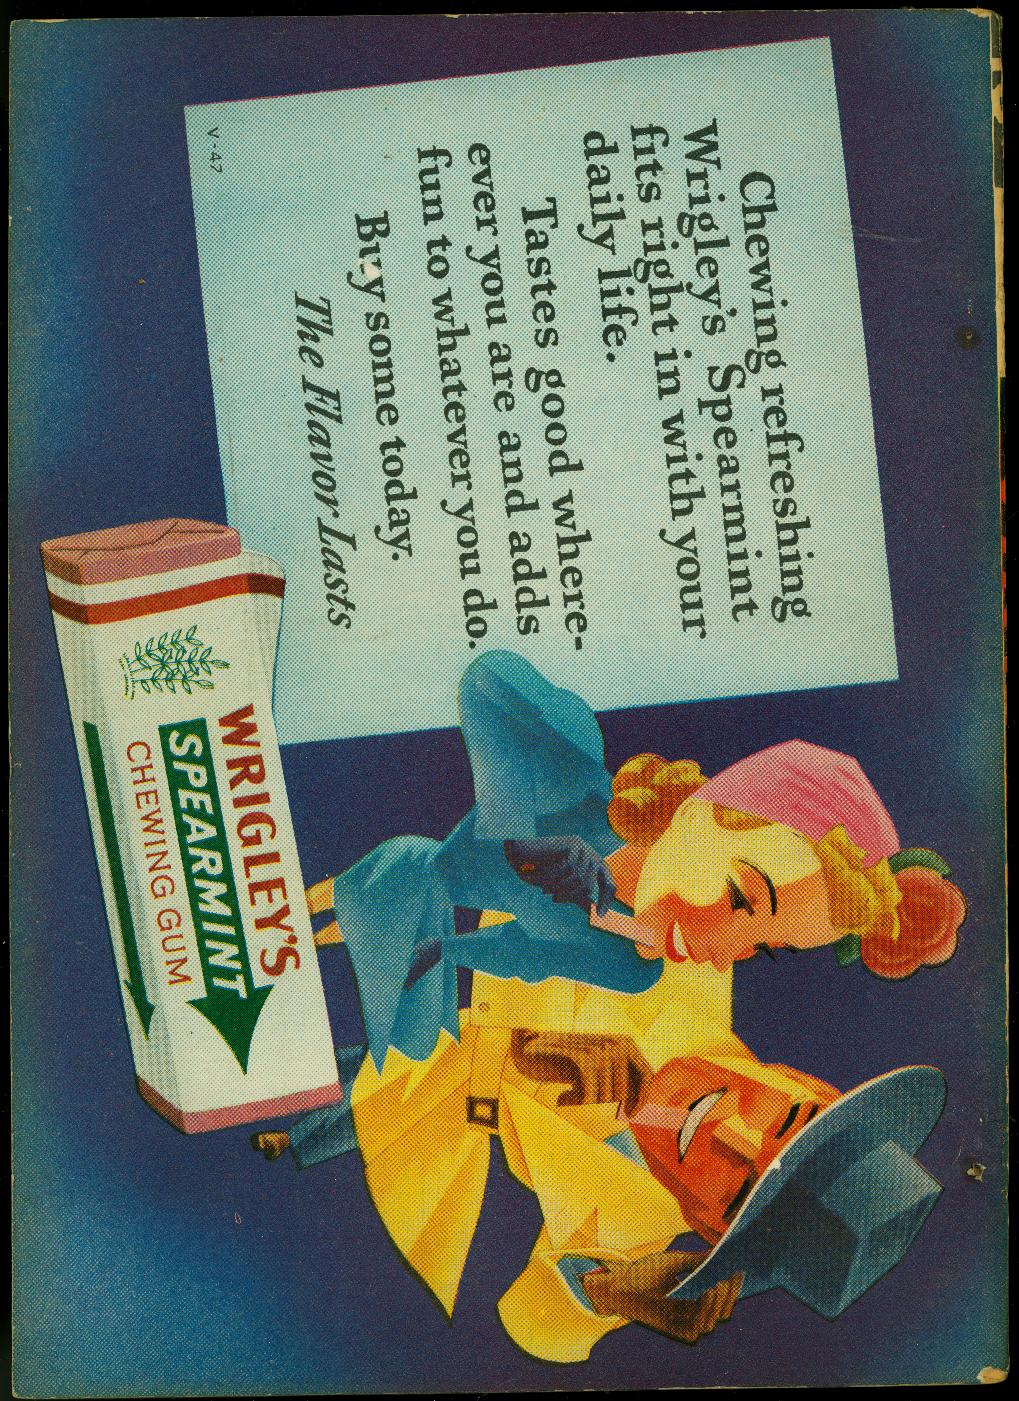 Chewing refreshing
Wrigley's Spearmint
fits right in with your
daily life.
Tastes good where-
ever you are and adds
fun to whatever you do.
Buy some today.
The Flavor Lasts
V-47
WRIGLEY'S
SPEARMINT
CHEWING GUM